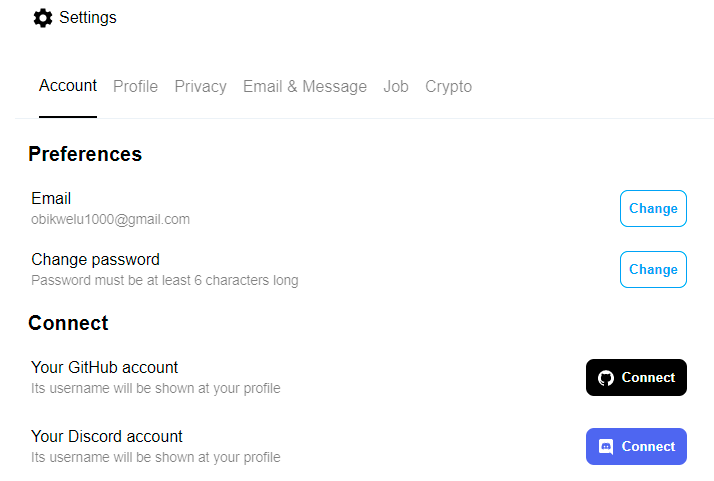 Settings
Account Profile Privacy Email & Message Job Crypto
Preferences
Email
obikwelu1000@gmail.com
Change
Change password
Password must be at least 6 characters long
Change
Connect
Your GitHub account
Its username will be shown at your profile
Connect
Your Discord account
Its username will be shown at your profile
Connect